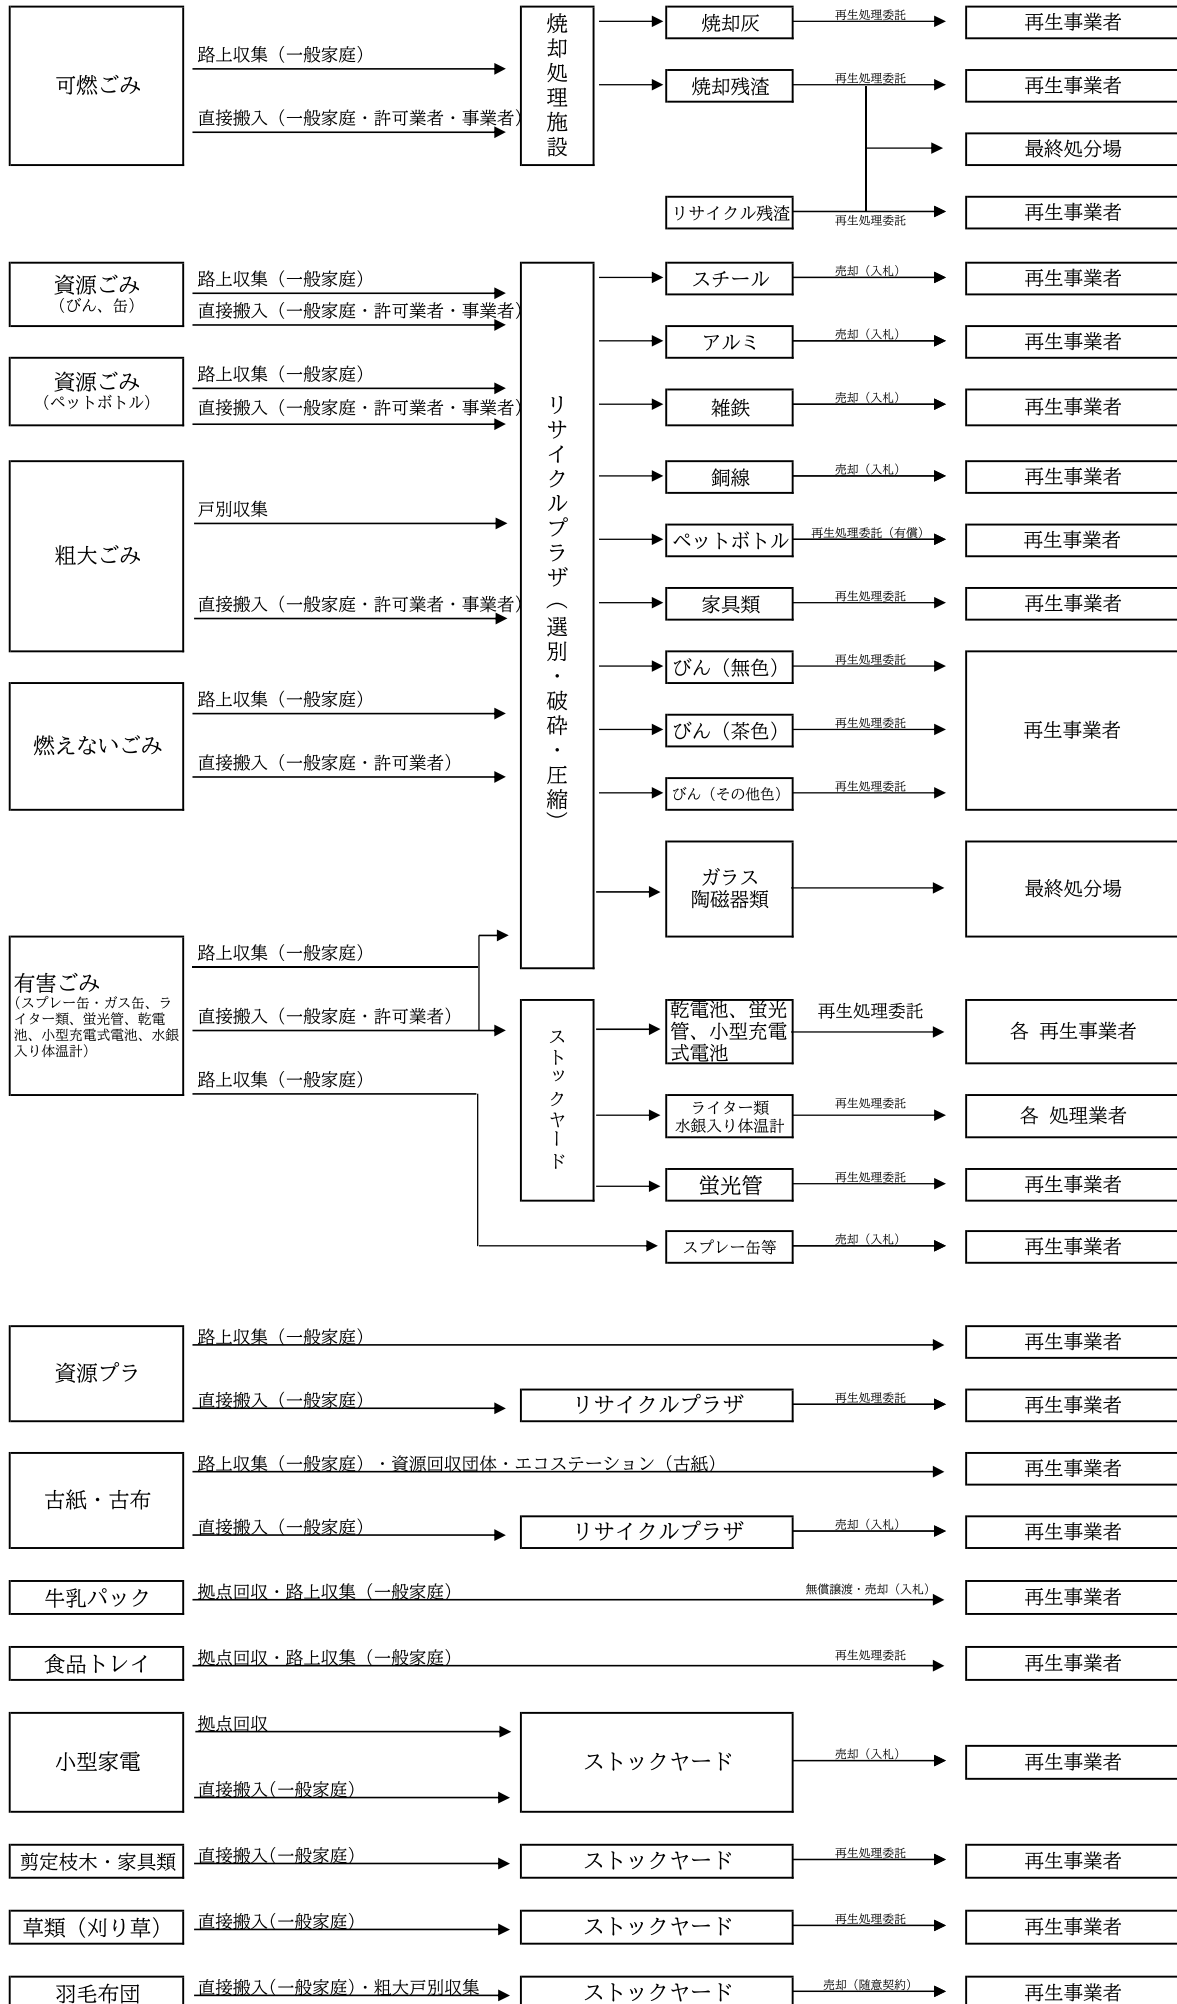 可燃ごみ
路上収集（一般家庭）
直接搬入（一般家庭・許可業者・事業者）
焼却処理施設
焼却灰
再生処理委託
再生事業者
焼却残渣
再生処理委託
再生事業者
最終処分場
リサイクル残渣
再生処理委託
再生事業者
資源ごみ
（びん、缶）
路上収集（一般家庭）
直接搬入（一般家庭・許可業者・事業者）
資源ごみ
（ペットボトル）
路上収集（一般家庭）
直接搬入（一般家庭・許可業者・事業者）
粗大ごみ
戸別収集
直接搬入（一般家庭・許可業者・事業者）
燃えないごみ
路上収集（一般家庭）
直接搬入（一般家庭・許可業者）
リサイクルプラザ（選別・破砕・圧縮）
スチール
売却（入札）
再生事業者
アルミ
売却（入札）
再生事業者
雑鉄
売却（入札）
再生事業者
銅線
売却（入札）
再生事業者
ペットボトル
再生処理委託（有償）
再生事業者
家具類
再生処理委託
再生事業者
びん（無色）
再生処理委託
びん（茶色）
再生処理委託
再生事業者
びん（その他色）
再生処理委託
ガラス
陶磁器類
最終処分場
有害ごみ
（スプレー缶・ガス缶、ラ
イター類、蛍光管、乾電
池、小型充電式電池、水銀
入り体温計）
路上収集（一般家庭）
直接搬入（一般家庭・許可業者）
路上収集（一般家庭）
ストックヤード
乾電池、蛍光
管、小型充電
式電池
再生処理委託
各 再生事業者
ライター類
水銀入り体温計
再生処理委託
各 処理業者
蛍光管
再生処理委託
再生事業者
スプレー缶等
売却（入札）
再生事業者
資源プラ
路上収集（一般家庭）
再生事業者
直接搬入（一般家庭）
リサイクルプラザ
再生処理委託
再生事業者
古紙・古布
路上収集（一般家庭）・資源回収団体・エコステーション（古紙）
再生事業者
直接搬入（一般家庭）
リサイクルプラザ
売却（入札）
再生事業者
牛乳パック
拠点回収・路上収集（一般家庭）
無償譲渡・売却（入札）
再生事業者
食品トレイ
拠点回収・路上収集（一般家庭）
再生処理委託
再生事業者
小型家電
拠点回収
直接搬入(一般家庭)
ストックヤード
売却（入札）
再生事業者
剪定枝木・家具類
直接搬入(一般家庭)
ストックヤード
再生処理委託
再生事業者
草類（刈り草）
直接搬入(一般家庭)
ストックヤード
再生処理委託
再生事業者
羽毛布団
直接搬入(一般家庭)・粗大戸別収集
ストックヤード
売却（随意契約）
再生事業者